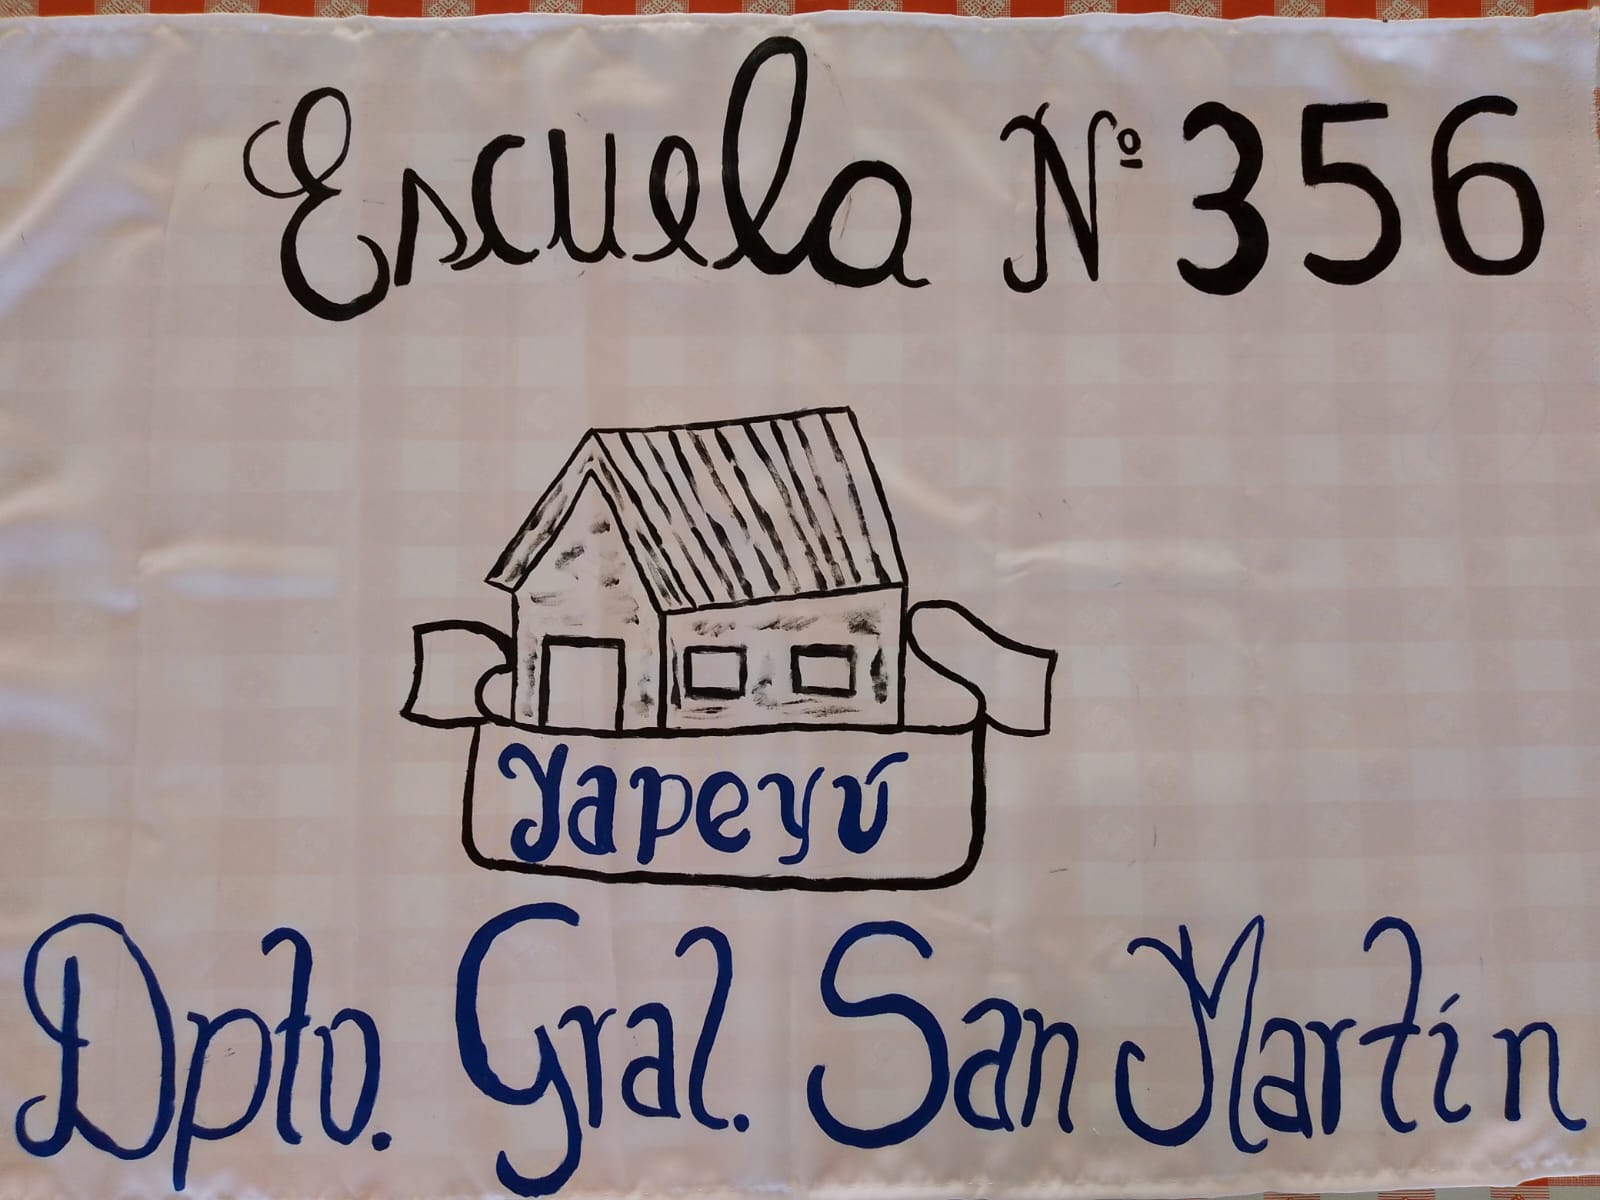 Escuela Nº 356
Yapeyú
Dpto. Gral. San Martín